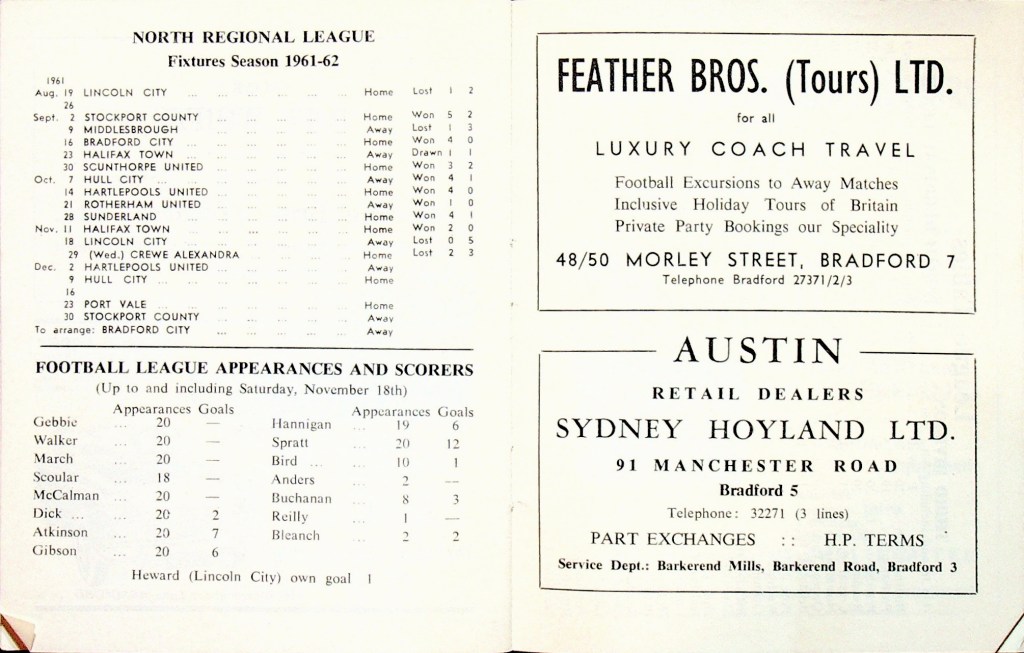 NORTH REGIONAL LEAGUE
Fixtures Season 1961-62
1961
Aug. 19 LINCOLN CITY ... ... ... ... ... Home Lost 1 2
26
Sept. 2 STOCKPORT COUNTY ... ... ... ... Home Won 5 2
9 MIDDLESBROUGH ... ... ... ... Away Lost 1 3
16 BRADFORD CITY ... ... ... ... Home Won 4 0
23 HALIFAX TOWN ... ... ... ... ... Away Drawn 1 1
30 SCUNTHORPE UNITED ... ... ... ... Home Won 3 2
Oct. 7 HULL CITY ... ... ... ... ... Away Won 4 1
14 HARTLEPOOLS UNITED ... ... ... ... Home Won 4 0
21 ROTHERHAM UNITED ... ... ... ... Away Won 1 0
28 SUNDERLAND ... ... ... ... Home Won 4 1
Nov. 11 HALIFAX TOWN ... ... ... ... Home Won 2 0
18 LINCOLN CITY ... ... ... ... Away Lost 0 5
29 (Wed.) CREWE ALEXANDRA ... ... ... Home Lost 2 3
Dec. 2 HARTLEPOOLS UNITED ... ... ... ... Away
9 HULL CITY ... ... ... ... ... Home
16
23 PORT VALE ... ... ... ... ... Home
30 STOCKPORT COUNTY ... ... ... ... Away
To arrange: BRADFORD CITY ... ... ... ... Away
FOOTBALL LEAGUE APPEARANCES AND SCORERS
(Up to and including Saturday, November 18th)
Appearances Goals
Gebbie ... 20 —
Walker ... 20 —
March ... 20 —
Scoular ... 18 —
McCalman ... 20 —
Dick ... ... 20 2
Atkinson ... 20 7
Gibson ... 20 6
Appearances Goals
Hannigan ... 19 6
Spratt ... 20 12
Bird ... ... 10 1
Anders ... 2 —
Buchanan ... 8 3
Reilly ... 1 —
Bleanch ... 2 2
Heward (Lincoln City) own goal 1
FEATHER BROS. (Tours) LTD.
for all
LUXURY COACH TRAVEL
Football Excursions to Away Matches
Inclusive Holiday Tours of Britain
Private Party Bookings our Speciality
48/50 MORLEY STREET, BRADFORD 7
Telephone Bradford 27371/2/3
AUSTIN
RETAIL DEALERS
SYDNEY HOYLAND LTD.
91 MANCHESTER ROAD
Bradford 5
Telephone: 32271 (3 lines)
PART EXCHANGES :: H.P. TERMS
Service Dept.: Barkerend Mills, Barkerend Road, Bradford 3